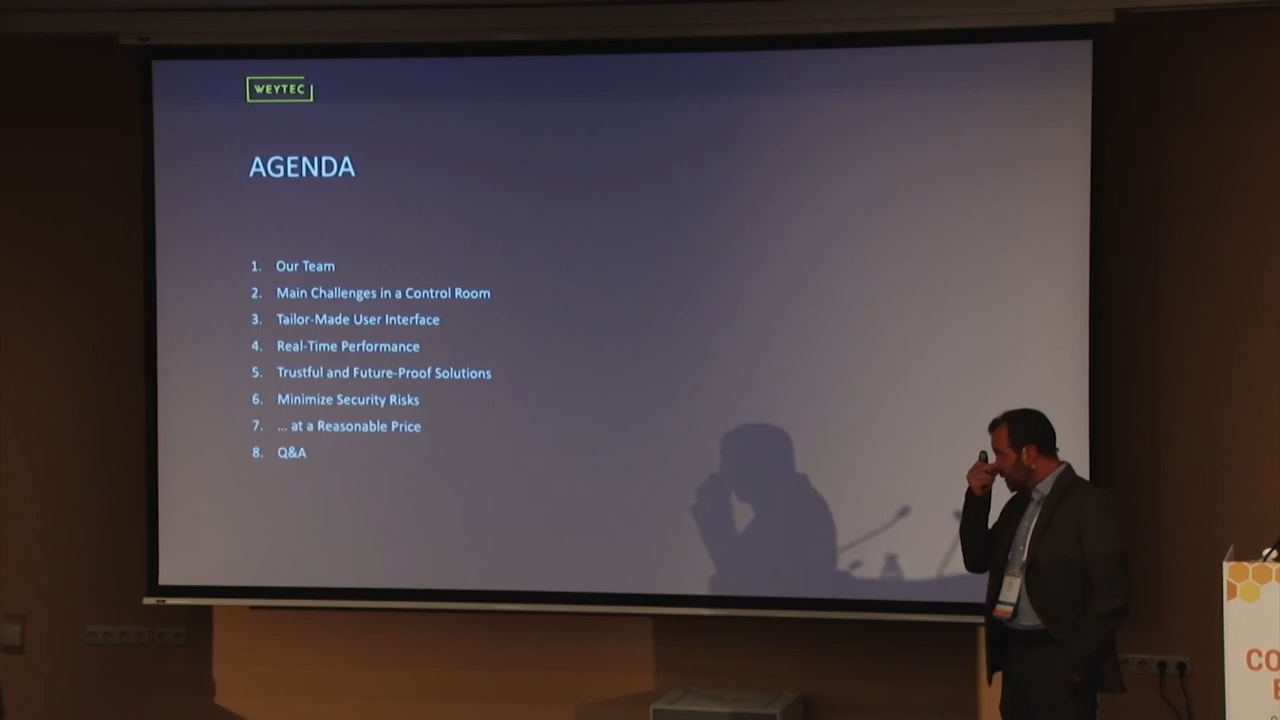 WEYTEC
AGENDA
1. Our Team
2. Main Challenges in a Control Room
3. Tailor-Made User Interface
4. Real-Time Performance
5. Trustful and Future-Proof Solutions
6. Minimize Security Risks
7. ... at a Reasonable Price
8. Q&A
CO